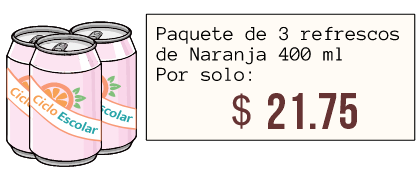 Ciclo Escolar
Ciclo
Escolar
Paquete de 3 refrescos
de Naranja 400 ml
Por solo:
$ 21.75